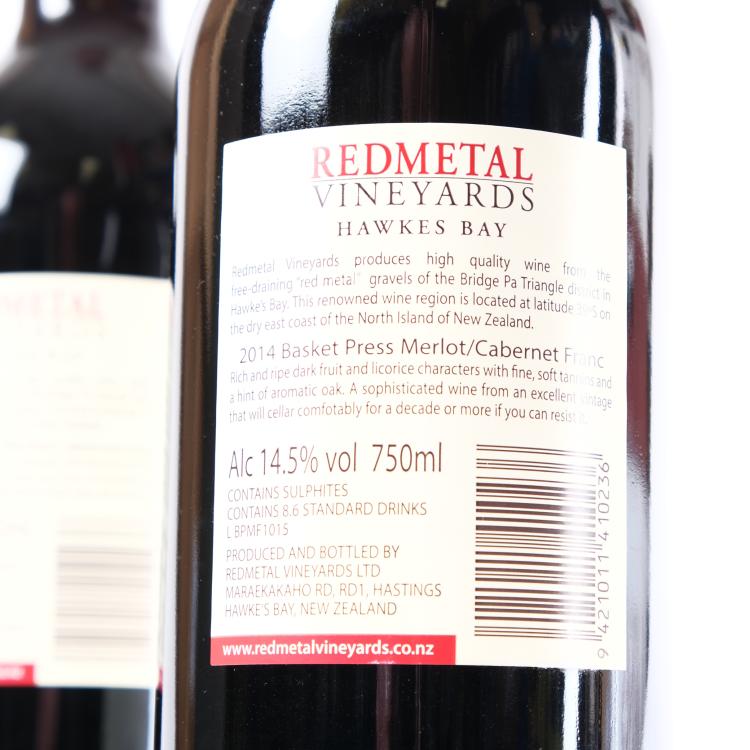 REDMETAL
VINEYARDS
HAWKES BAY
Redmetal Vineyards produces high quality wine from the
free-draining "red metal" gravels of the Bridge Pa Triangle district in
Hawke's Bay. This renowned wine region is located at latitude 39°S on
the dry east coast of the North Island of New Zealand.
2014 Basket Press Merlot/Cabernet Franc
Rich and ripe dark fruit and licorice characters with fine, soft tannins and
a hint of aromatic oak. A sophisticated wine from an excellent vintage
that will cellar comfotably for a decade or more if you can resist it.
Alc 14.5% vol 750ml
CONTAINS SULPHITES
CONTAINS 8.6 STANDARD DRINKS
L BPMF1015
PRODUCED AND BOTTLED BY
REDMETAL VINEYARDS LTD
MARAEKAKAHO RD, RD1, HASTINGS
HAWKE'S BAY, NEW ZEALAND
www.redmetalvineyards.co.nz
9 421011 410236